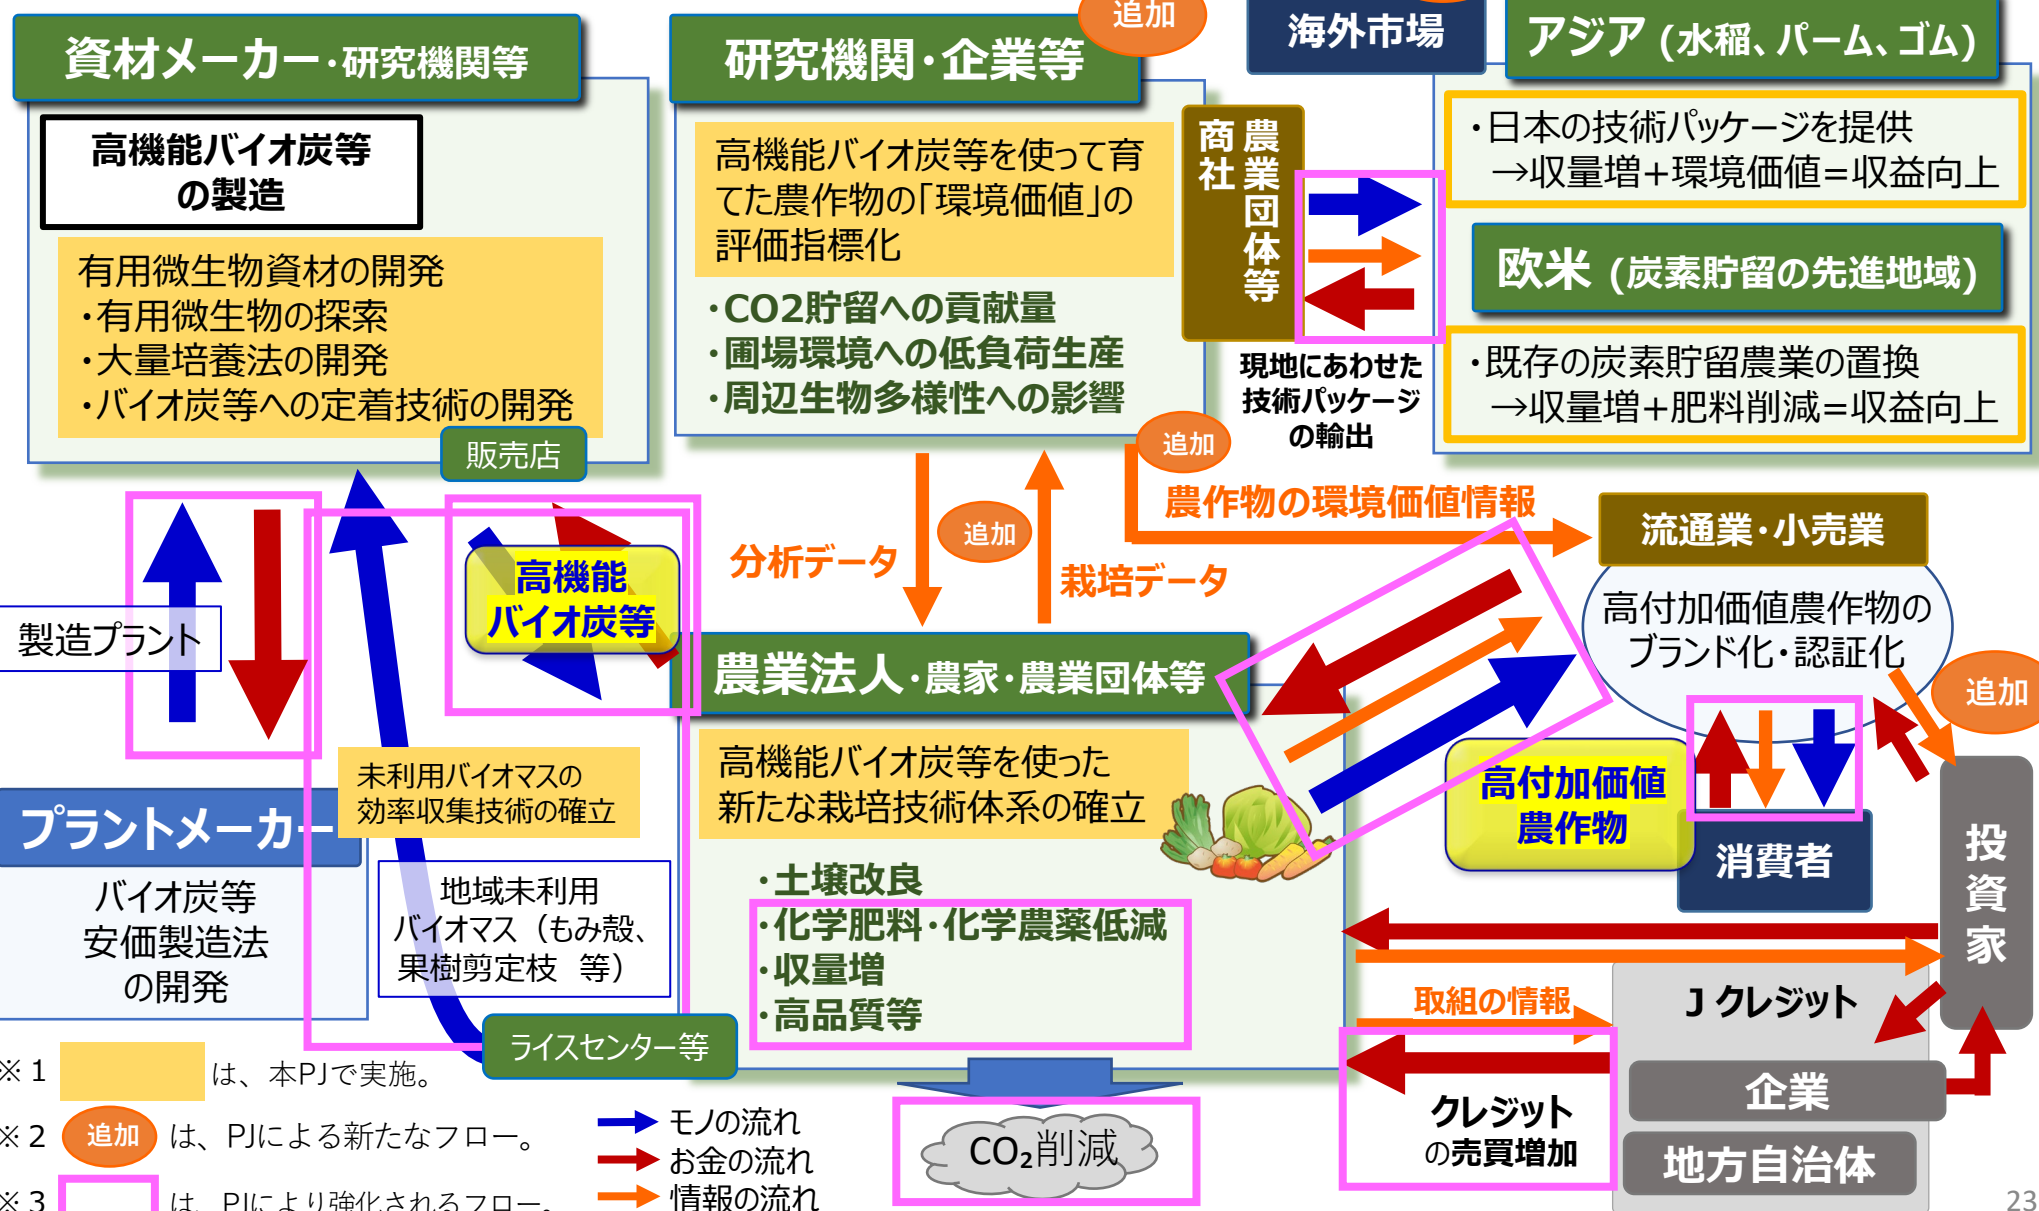 資材メーカー・研究機関等
高機能バイオ炭等
の製造
有用微生物資材の開発
・有用微生物の探索
・大量培養法の開発
・バイオ炭等への定着技術の開発
販売店
追加
研究機関・企業等
高機能バイオ炭等を使って育
てた農作物の「環境価値」の
評価指標化
・CO2貯留への貢献量
・圃場環境への低負荷生産
・周辺生物多様性への影響
海外市場
農業団体等
商社
現地にあわせた
技術パッケージ
の輸出
アジア (水稲、パーム、ゴム)
・日本の技術パッケージを提供
→収量増+環境価値=収益向上
欧米 (炭素貯留の先進地域)
・既存の炭素貯留農業の置換
→収量増+肥料削減=収益向上
追加
農作物の環境価値情報
分析データ
追加
栽培データ
製造プラント
高機能
バイオ炭等
流通業・小売業
高付加価値農作物の
ブランド化・認証化
追加
農業法人・農家・農業団体等
高機能バイオ炭等を使った
新たな栽培技術体系の確立
・土壌改良
・化学肥料・化学農薬低減
・収量増
・高品質等
未利用バイオマスの
効率収集技術の確立
プラントメーカー
バイオ炭等
安価製造法
の開発
地域未利用
バイオマス（もみ殻、
果樹剪定枝 等）
ライスセンター等
高付加価値
農作物
消費者
投資家
取組の情報
Jクレジット
企業
地方自治体
クレジット
の売買増加
CO₂削減
※１ は、本PJで実施。
※２ 追加 は、PJによる新たなフロー。
※３ は、PJにより強化されるフロー。
モノの流れ
お金の流れ
情報の流れ
23